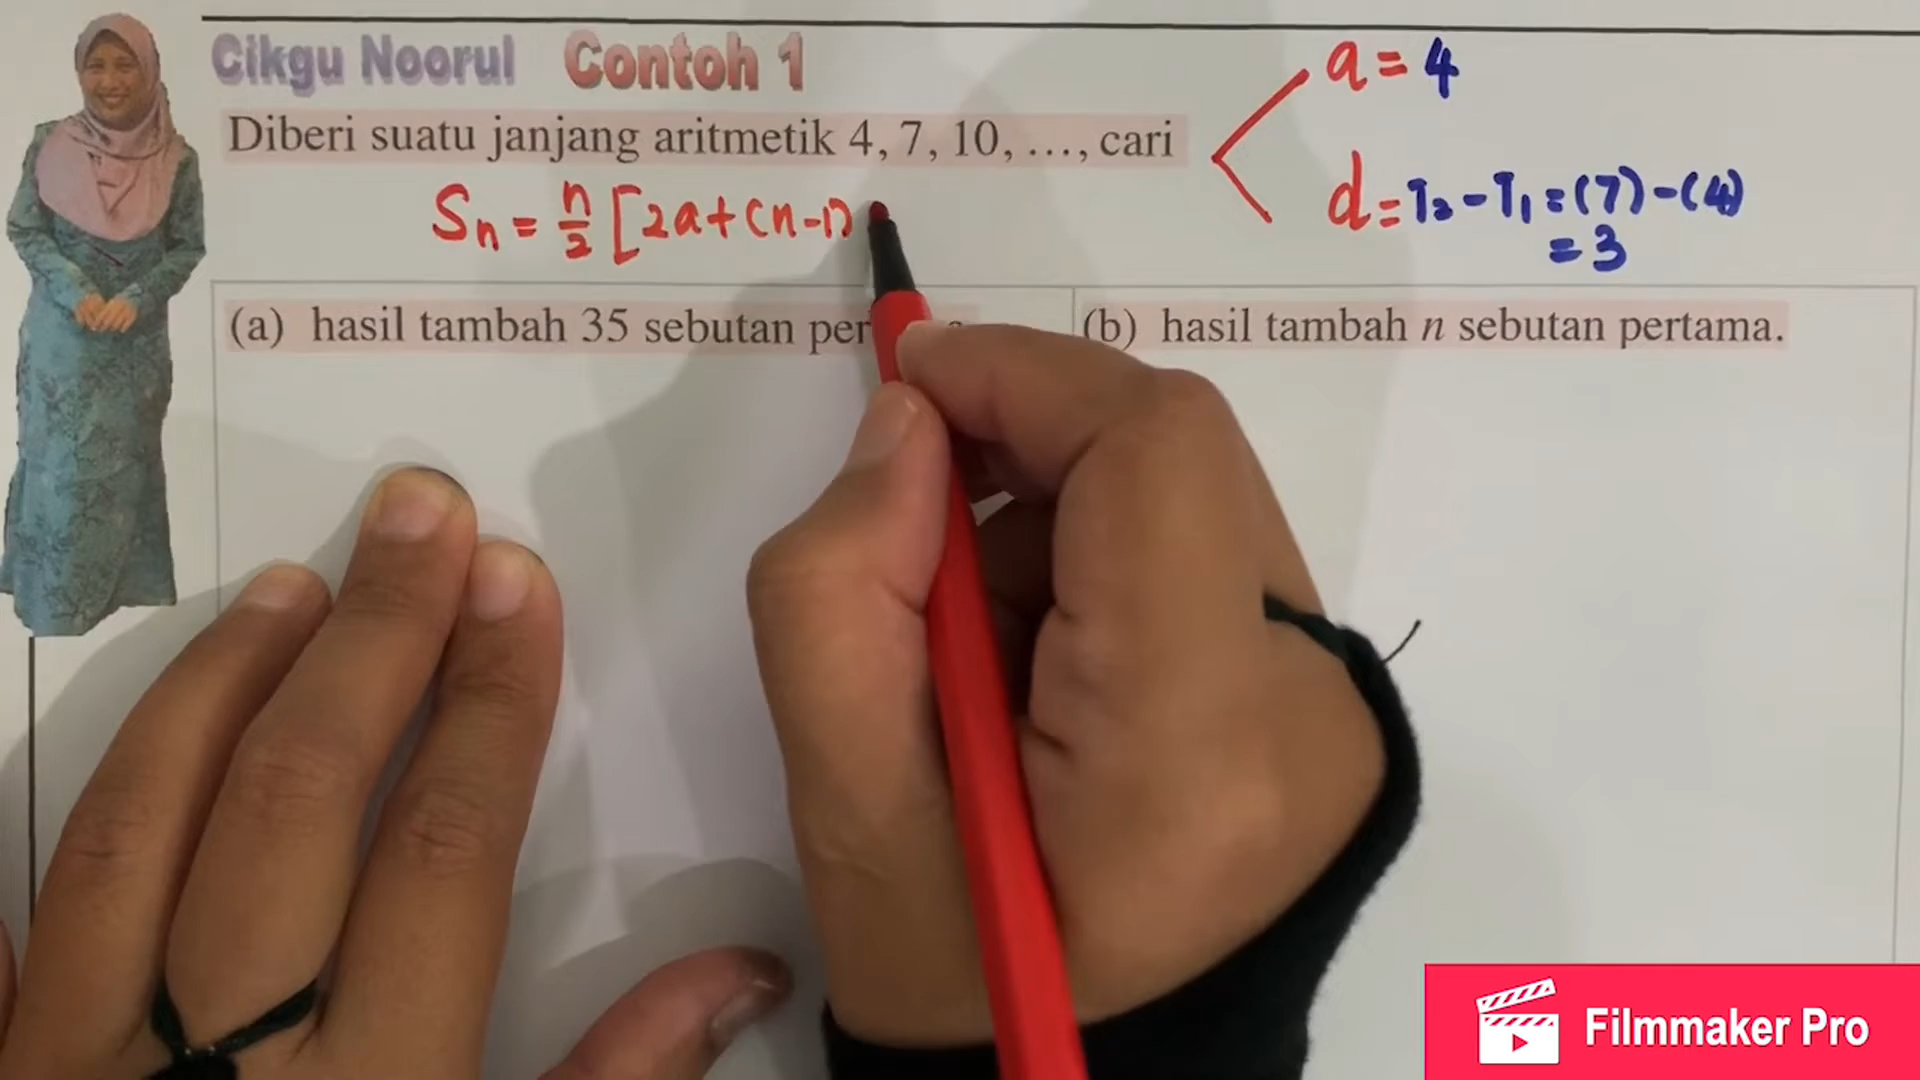 Cikgu Noorul Contoh 1
Diberi suatu janjang aritmetik 4, 7, 10, …, cari
a = 4
d = T₂ - T₁ = (7) - (4)
= 3
Sn = n/2 [2a + (n-1)
(a) hasil tambah 35 sebutan per
(b) hasil tambah n sebutan pertama.
Filmmaker Pro